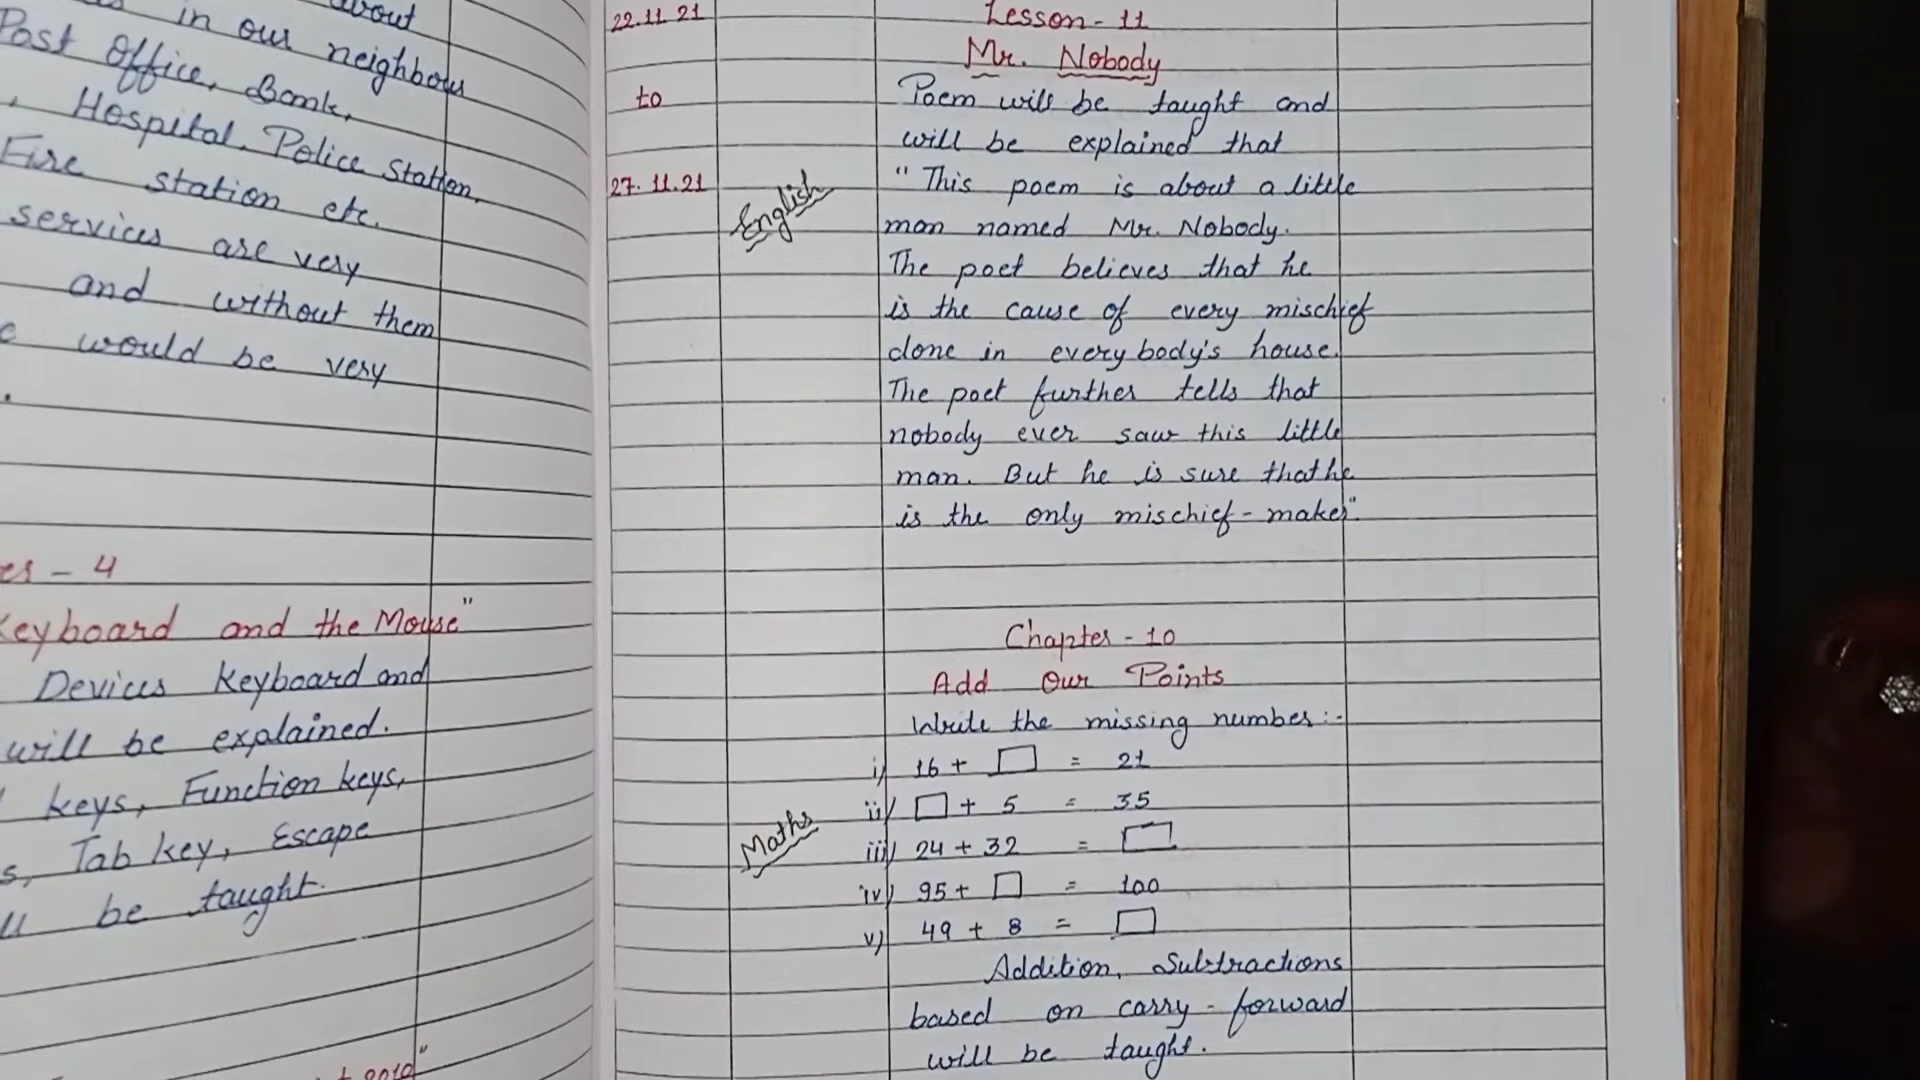 about
in our neighbour
Post Office, Bank,
, Hospital, Police Station,
Fire station etc.
services are very
and without them
would be very
.
- 4
Keyboard and the Mouse"
Devices Keyboard and
will be explained.
keys, Function keys,
s, Tab key, Escape
be taught.
22.11.21
to
27.11.21
English
Lesson - 11
Mr. Nobody
Poem will be taught and
will be explained that
"This poem is about a little
man named Mr. Nobody.
The poet believes that he
is the cause of every mischief
done in everybody's house.
The poet further tells that
nobody ever saw this little
man. But he is sure that he
is the only mischief - maker"
Chapter - 10
Add Our Points
Write the missing number :-
Maths
i) 16 + □ = 21
ii) □ + 5 = 35
iii) 24 + 32 = □
iv) 95 + □ = 100
v) 49 + 8 = □
Addition, Subtractions
based on carry - forward
will be taught.